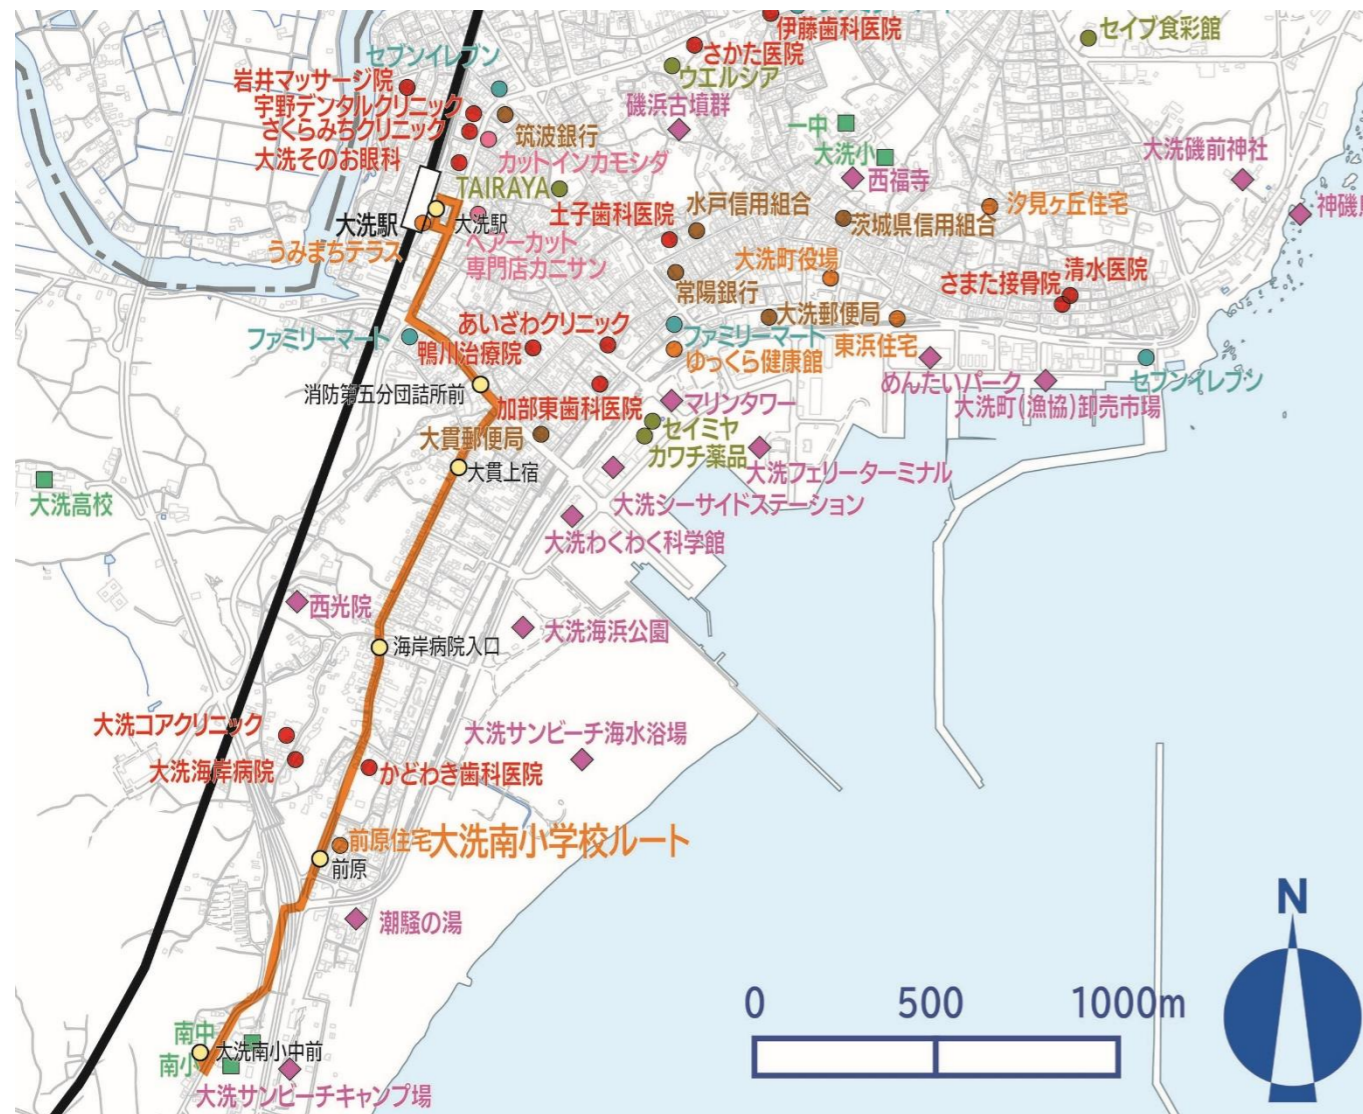 伊藤歯科医院
セイブ食彩館
さかた医院
セブンイレブン
ウエルシア
岩井マッサージ院
宇野デンタルクリニック
磯浜古墳群
さくらみちクリニック
筑波銀行
一中
大洗小
大洗磯前神社
大洗そのお眼科
カットインカモシダ
西福寺
TAIRAYA
土子歯科医院
水戸信用組合
汐見ヶ丘住宅
大洗駅
大洗駅
茨城県信用組合
うみまちテラス
ヘアーカット
専門店カニサン
大洗町役場
清水医院
さまた接骨院
常陽銀行
大洗郵便局
あいざわクリニック
ファミリーマート
ファミリーマート
東浜住宅
鴨川治療院
ゆっくら健康館
めんたいパーク
セブンイレブン
消防第五分団詰所前
加部東歯科医院
マリンタワー
大洗町(漁協)卸売市場
大貫郵便局
セイミヤ
カワチ薬品
大貫上宿
大洗フェリーターミナル
大洗高校
大洗シーサイドステーション
大洗わくわく科学館
西光院
大洗海浜公園
海岸病院入口
大洗コアクリニック
大洗サンビーチ海水浴場
大洗海岸病院
かどわき歯科医院
前原住宅
大洗南小学校ルート
前原
潮騒の湯
N
0 500 1000m
南中
大洗南小中前
南小
大洗サンビーチキャンプ場